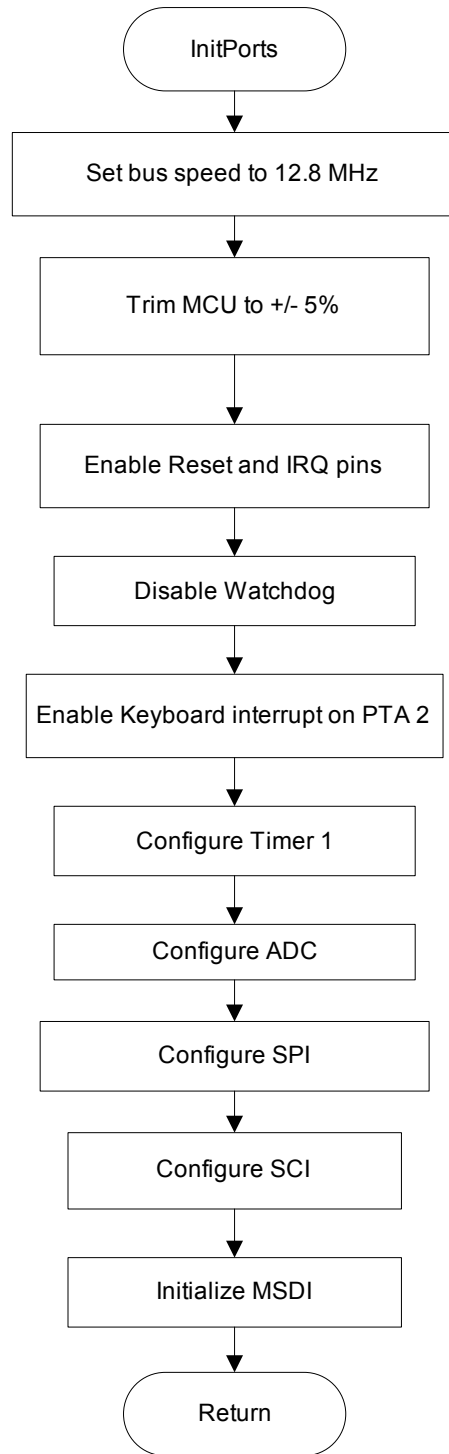 InitPorts
Set bus speed to 12.8 MHz
Trim MCU to +/- 5%
Enable Reset and IRQ pins
Disable Watchdog
Enable Keyboard interrupt on PTA 2
Configure Timer 1
Configure ADC
Configure SPI
Configure SCI
Initialize MSDI
Return